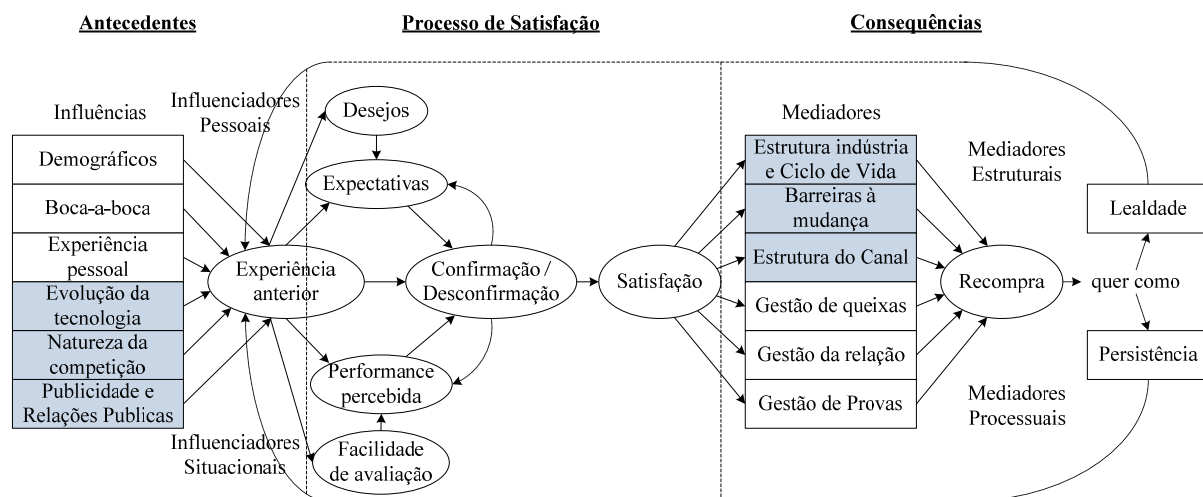 Antecedentes
Processo de Satisfação
Consequências
Influências
Demográficos
Boca-a-boca
Experiência
pessoal
Evolução da
tecnologia
Natureza da
competição
Publicidade e
Relações Publicas
Influenciadores
Pessoais
Experiência
anterior
Influenciadores
Situacionais
Desejos
Expectativas
Confirmação /
Desconfirmação
Performance
percebida
Facilidade
de avaliação
Satisfação
Mediadores
Estrutura indústria
e Ciclo de Vida
Barreiras à
mudança
Estrutura do Canal
Gestão de queixas
Gestão da relação
Gestão de Provas
Mediadores
Estruturais
Recompra
Mediadores
Processuais
Lealdade
quer como
Persistência